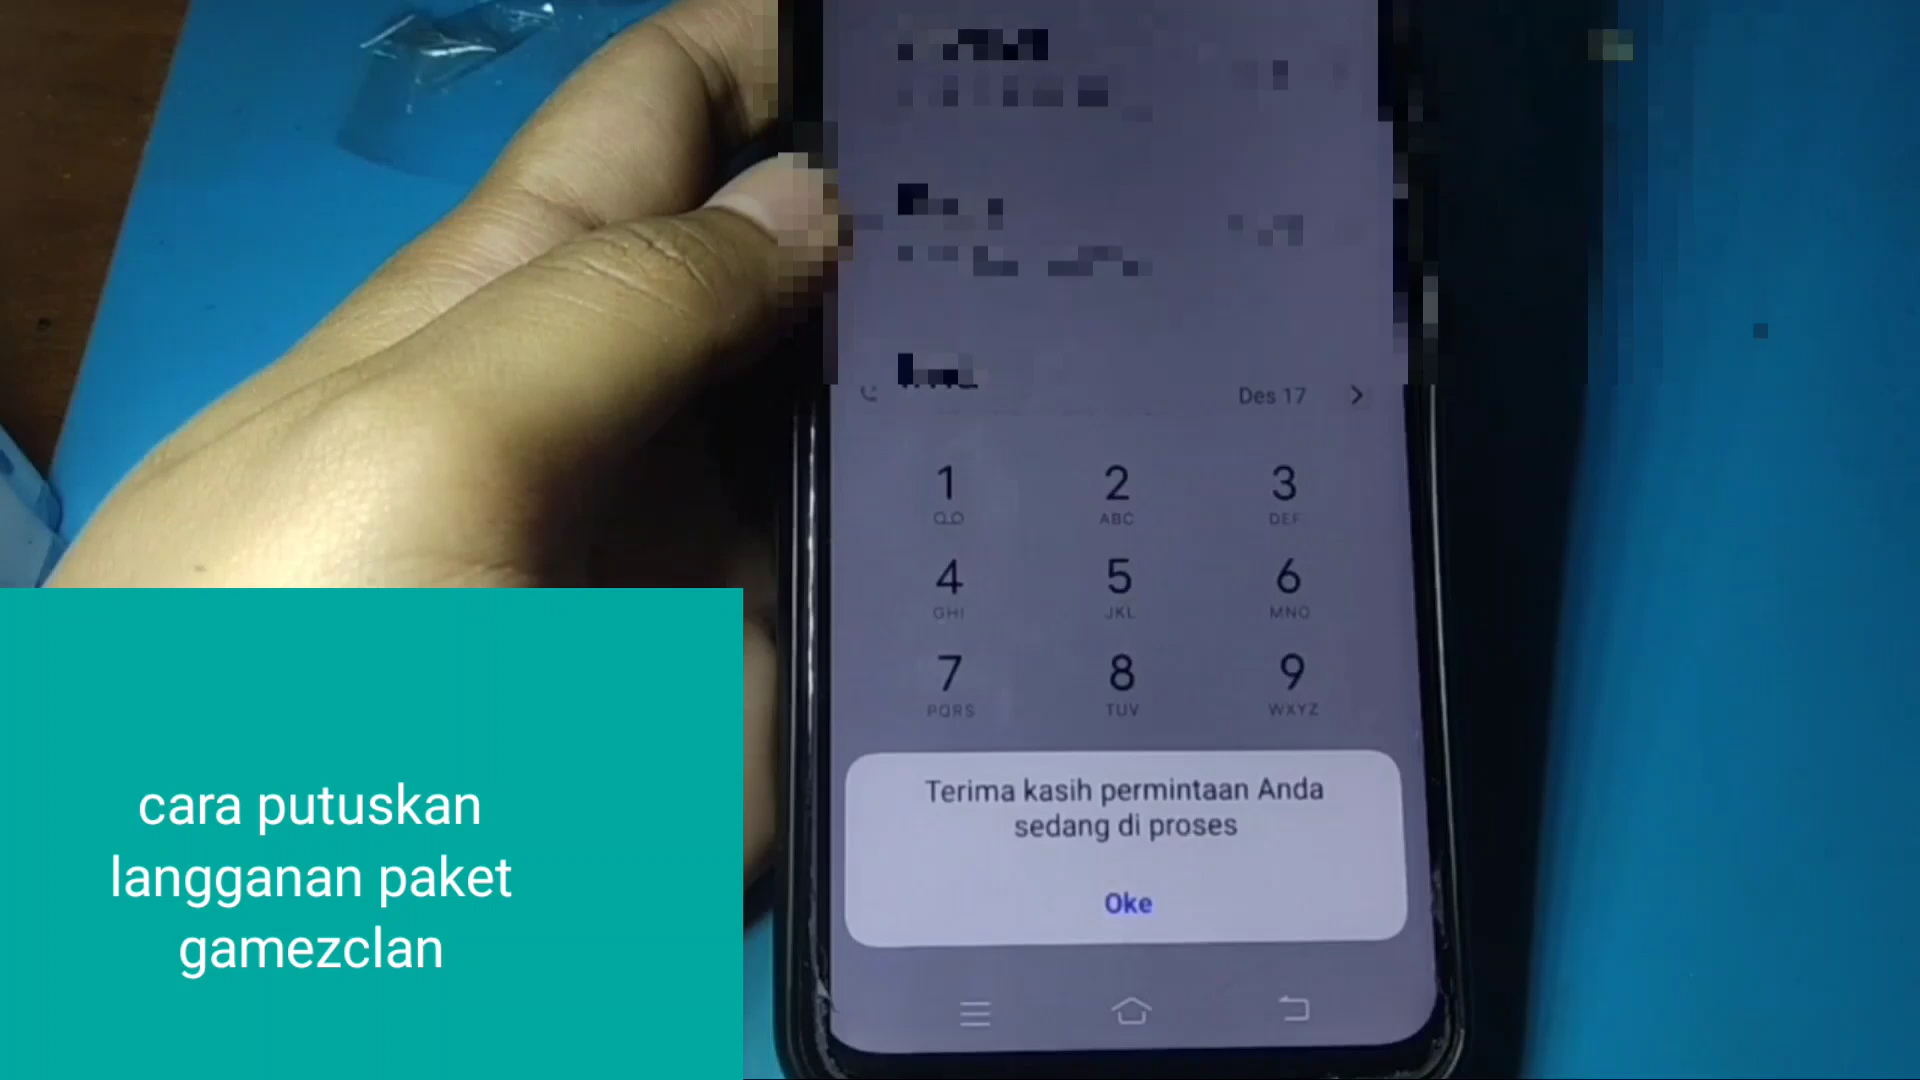 Des 17
1 2 3
ABC DEF
4 5 6
GHI JKL MNO
7 8 9
PQRS TUV WXYZ
Terima kasih permintaan Anda
sedang di proses
Oke
cara putuskan
langganan paket
gamezclan